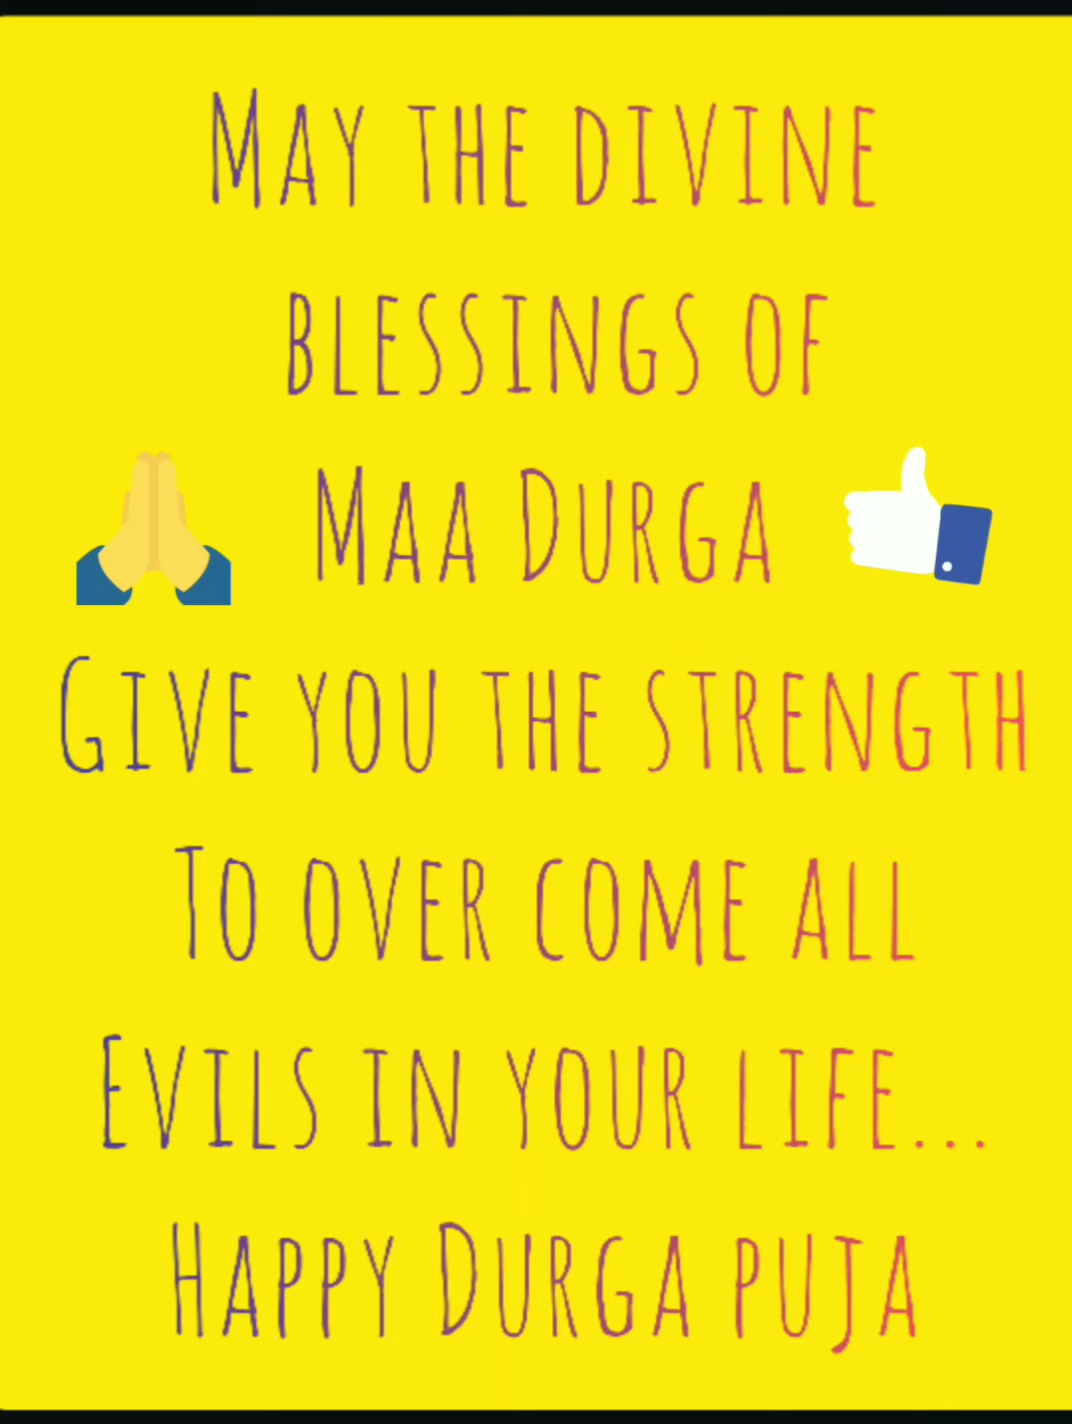 May the divine
blessings of
Maa Durga
Give you the strength
To over come all
Evils in your life...
Happy Durga puja